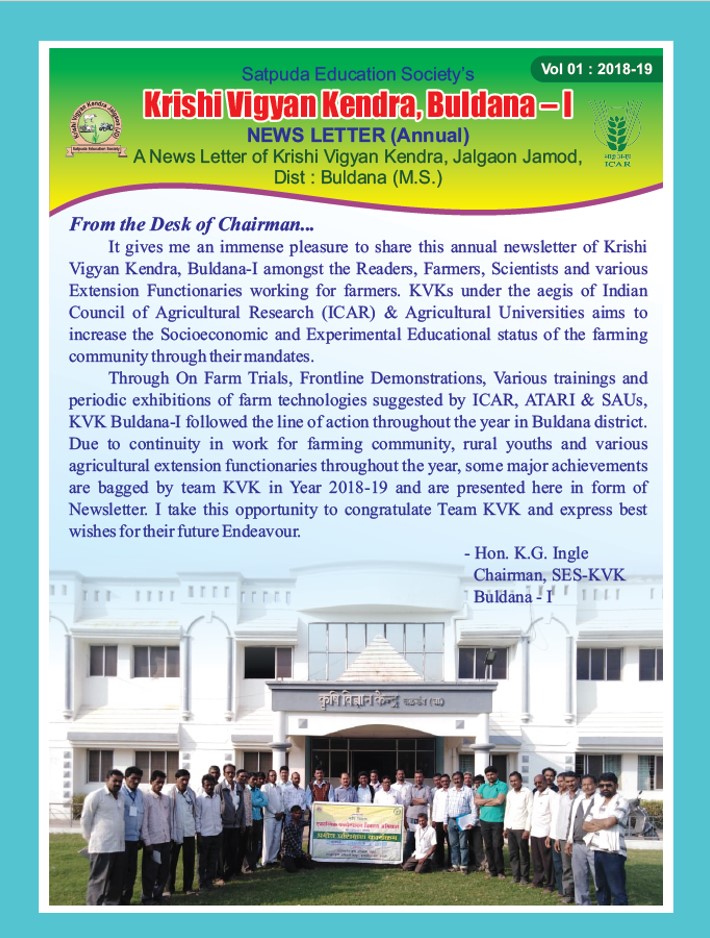 Vol 01 : 2018-19
Satpuda Education Society's
Krishi Vigyan Kendra, Buldana – I
NEWS LETTER (Annual)
A News Letter of Krishi Vigyan Kendra, Jalgaon Jamod,
Dist : Buldana (M.S.)
Satpuda Education Society
ICAR
From the Desk of Chairman...
It gives me an immense pleasure to share this annual newsletter of Krishi
Vigyan Kendra, Buldana-I amongst the Readers, Farmers, Scientists and various
Extension Functionaries working for farmers. KVKs under the aegis of Indian
Council of Agricultural Research (ICAR) & Agricultural Universities aims to
increase the Socioeconomic and Experimental Educational status of the farming
community through their mandates.
Through On Farm Trials, Frontline Demonstrations, Various trainings and
periodic exhibitions of farm technologies suggested by ICAR, ATARI & SAUs,
KVK Buldana-I followed the line of action throughout the year in Buldana district.
Due to continuity in work for farming community, rural youths and various
agricultural extension functionaries throughout the year, some major achievements
are bagged by team KVK in Year 2018-19 and are presented here in form of
Newsletter. I take this opportunity to congratulate Team KVK and express best
wishes for their future Endeavour.
- Hon. K.G. Ingle
Chairman, SES-KVK
Buldana - I
कृषि विज्ञान केन्द्र